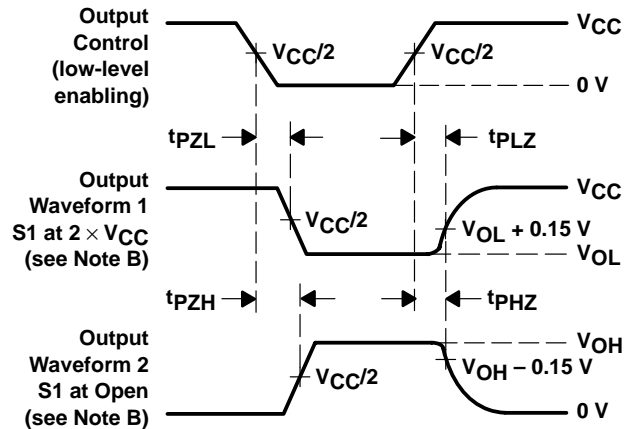 Output
Control
(low-level
enabling)
VCC/2
VCC/2
VCC
0 V
tPZL
tPLZ
Output
Waveform 1
S1 at 2 × VCC
(see Note B)
VCC/2
VCC
VOL + 0.15 V
VOL
tPZH
tPHZ
Output
Waveform 2
S1 at Open
(see Note B)
VCC/2
VOH
VOH – 0.15 V
0 V